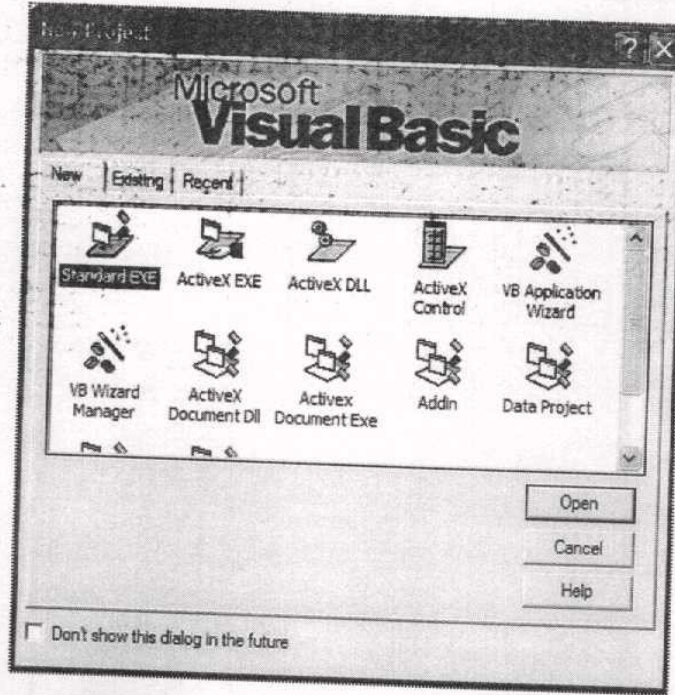 New Project
? X
Microsoft
Visual Basic
New Existing Recent
Standard EXE ActiveX EXE ActiveX DLL ActiveX Control VB Application Wizard
VB Wizard Manager ActiveX Document Dll Activex Document Exe Addin Data Project
Open
Cancel
Help
Don't show this dialog in the future